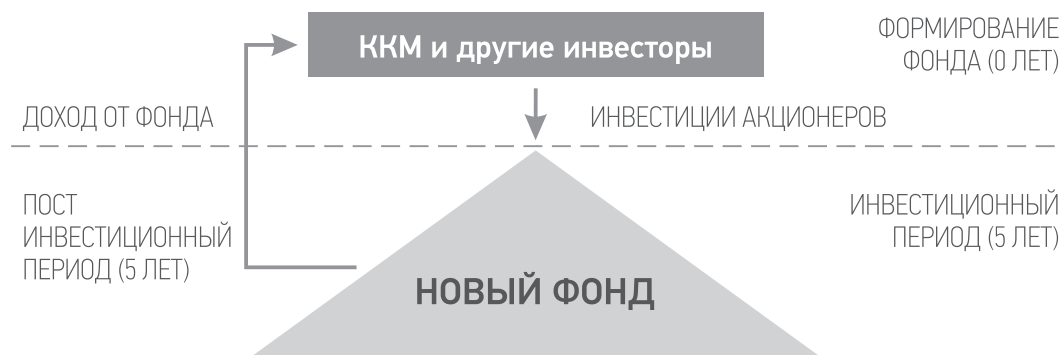 ККМ и другие инвесторы
ФОРМИРОВАНИЕ
ФОНДА (0 ЛЕТ)
ДОХОД ОТ ФОНДА
ИНВЕСТИЦИИ АКЦИОНЕРОВ
ПОСТ
ИНВЕСТИЦИОННЫЙ
ПЕРИОД (5 ЛЕТ)
ИНВЕСТИЦИОННЫЙ
ПЕРИОД (5 ЛЕТ)
НОВЫЙ ФОНД